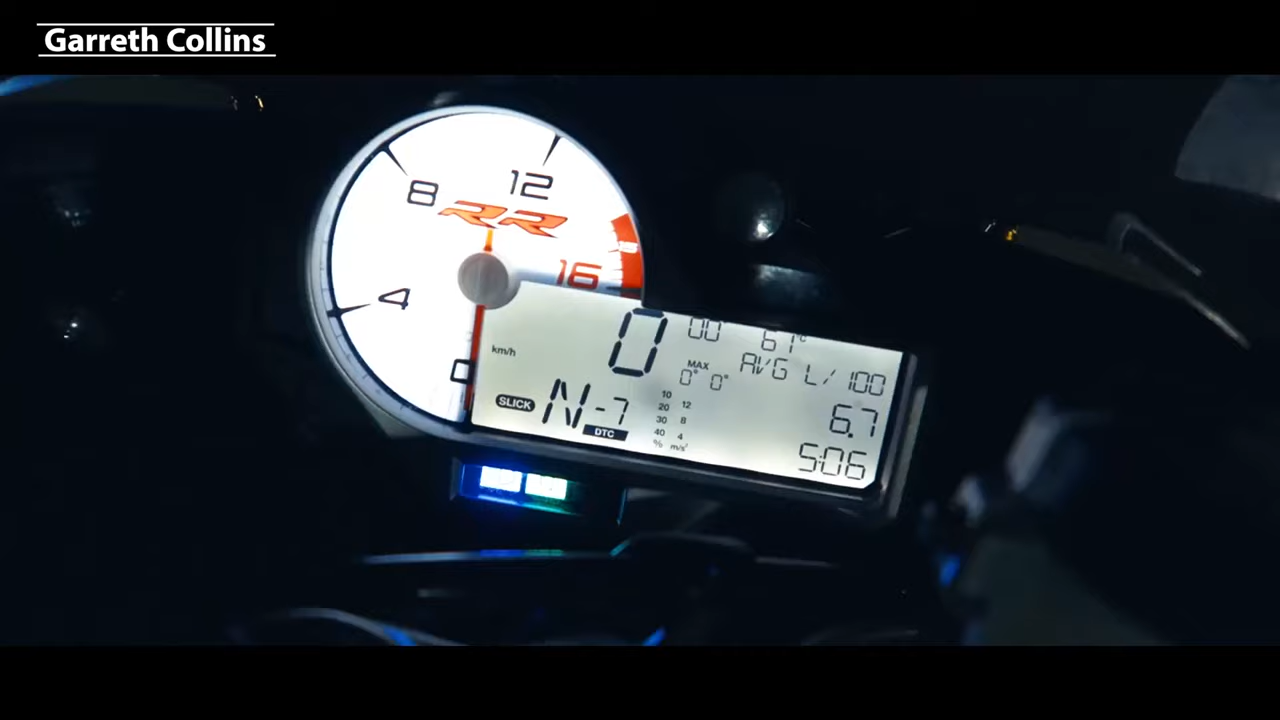 Garreth Collins
8
12
RR
16
4
0
km/h
0
00
61°C
MAX
0° 0°
AVG L/100
SLICK
N -7
DTC
10
20
30
40
%
12
8
4
m/s²
6.7
5:06